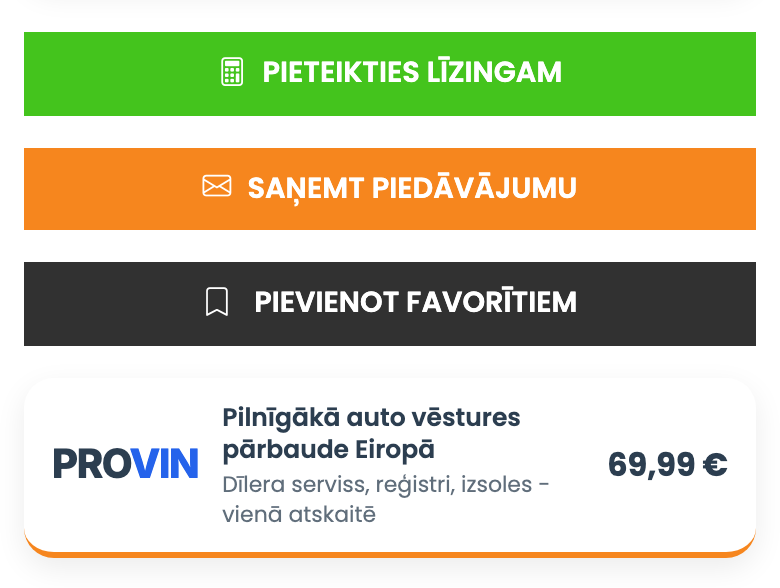 PIETEIKTIES LĪZINGAM
SAŅEMT PIEDĀVĀJUMU
PIEVIENOT FAVORĪTIEM
PROVIN
Pilnīgākā auto vēstures
pārbaude Eiropā
Dīlera serviss, reģistri, izsoles -
vienā atskaitē
69,99 €